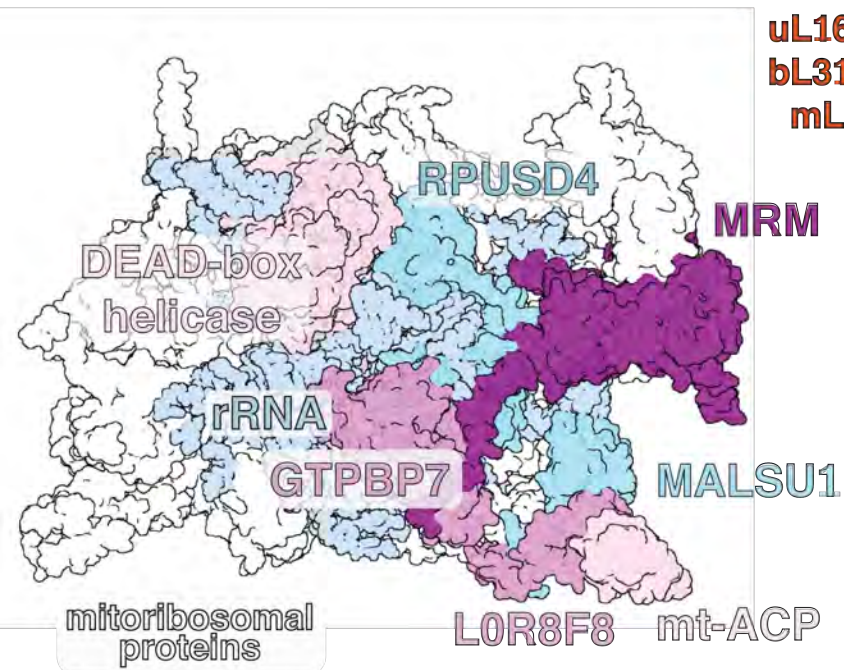 uL16
bL31
mL
RPUSD4
MRM
DEAD-box
helicase
rRNA
GTPBP7
MALSU1
mitoribosomal
proteins
L0R8F8
mt-ACP